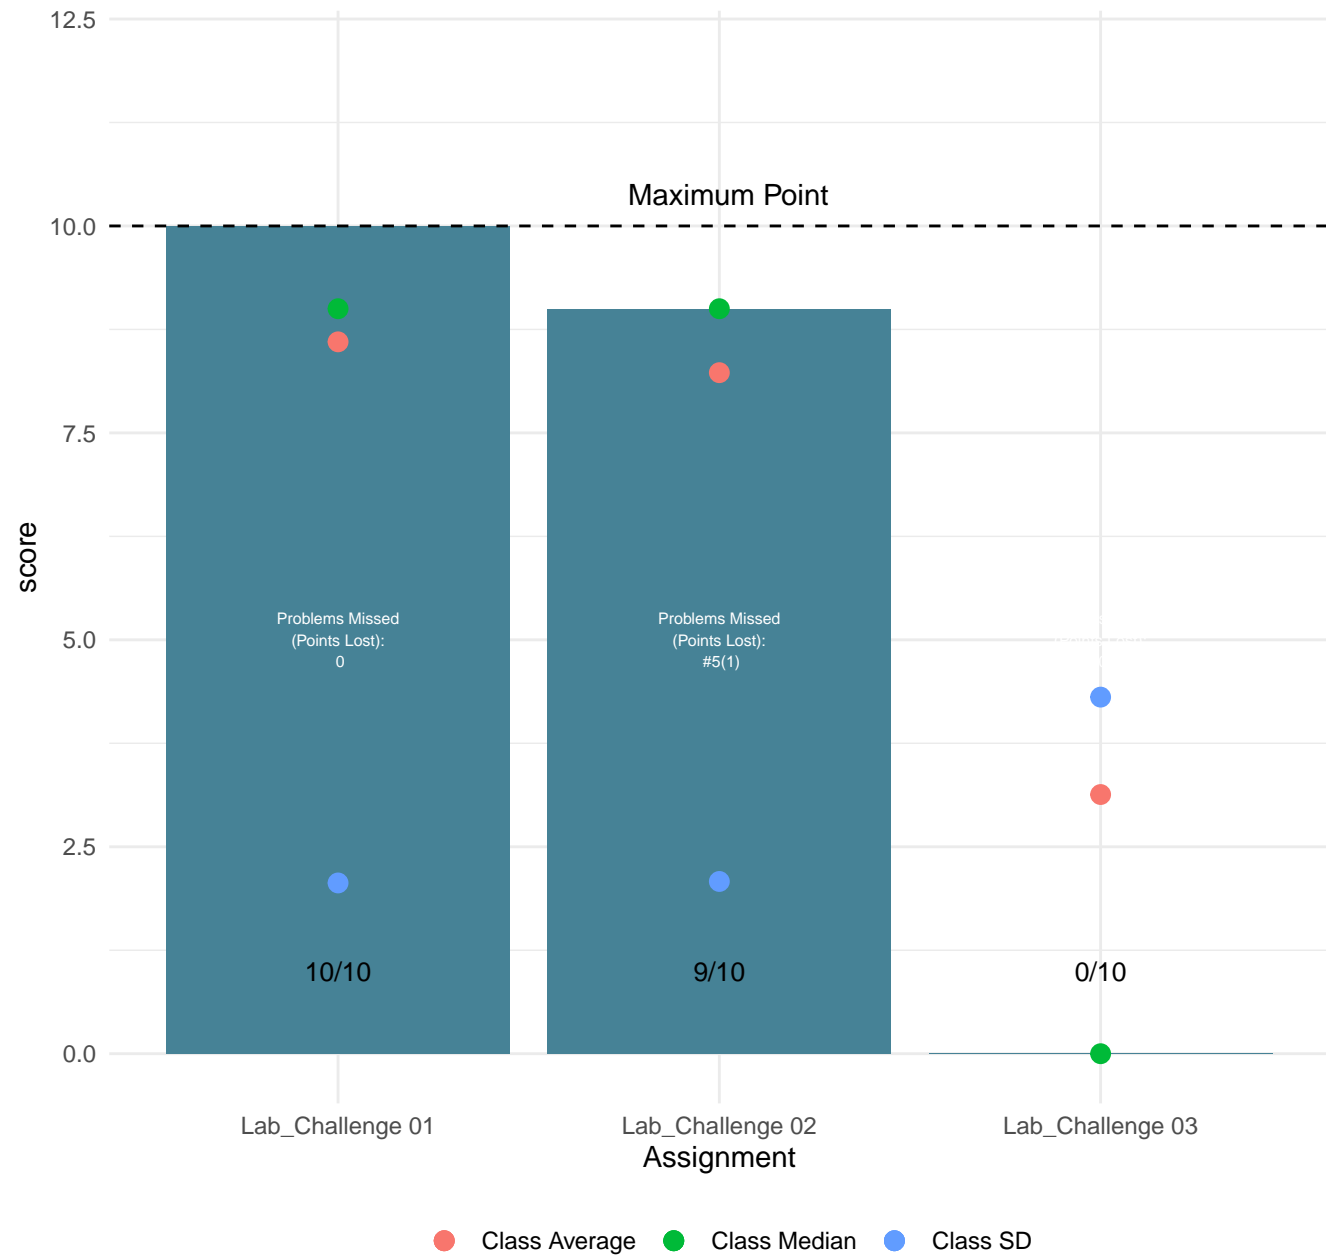 12.5
Maximum Point
10.0
7.5
score
Problems Missed
(Points Lost):
0
Problems Missed
(Points Lost):
#5(1)
(Points Lost):
5.0
2.5
10/10
9/10
0/10
0.0
Lab_Challenge 01
Lab_Challenge 02
Lab_Challenge 03
Assignment
Class Average
Class Median
Class SD